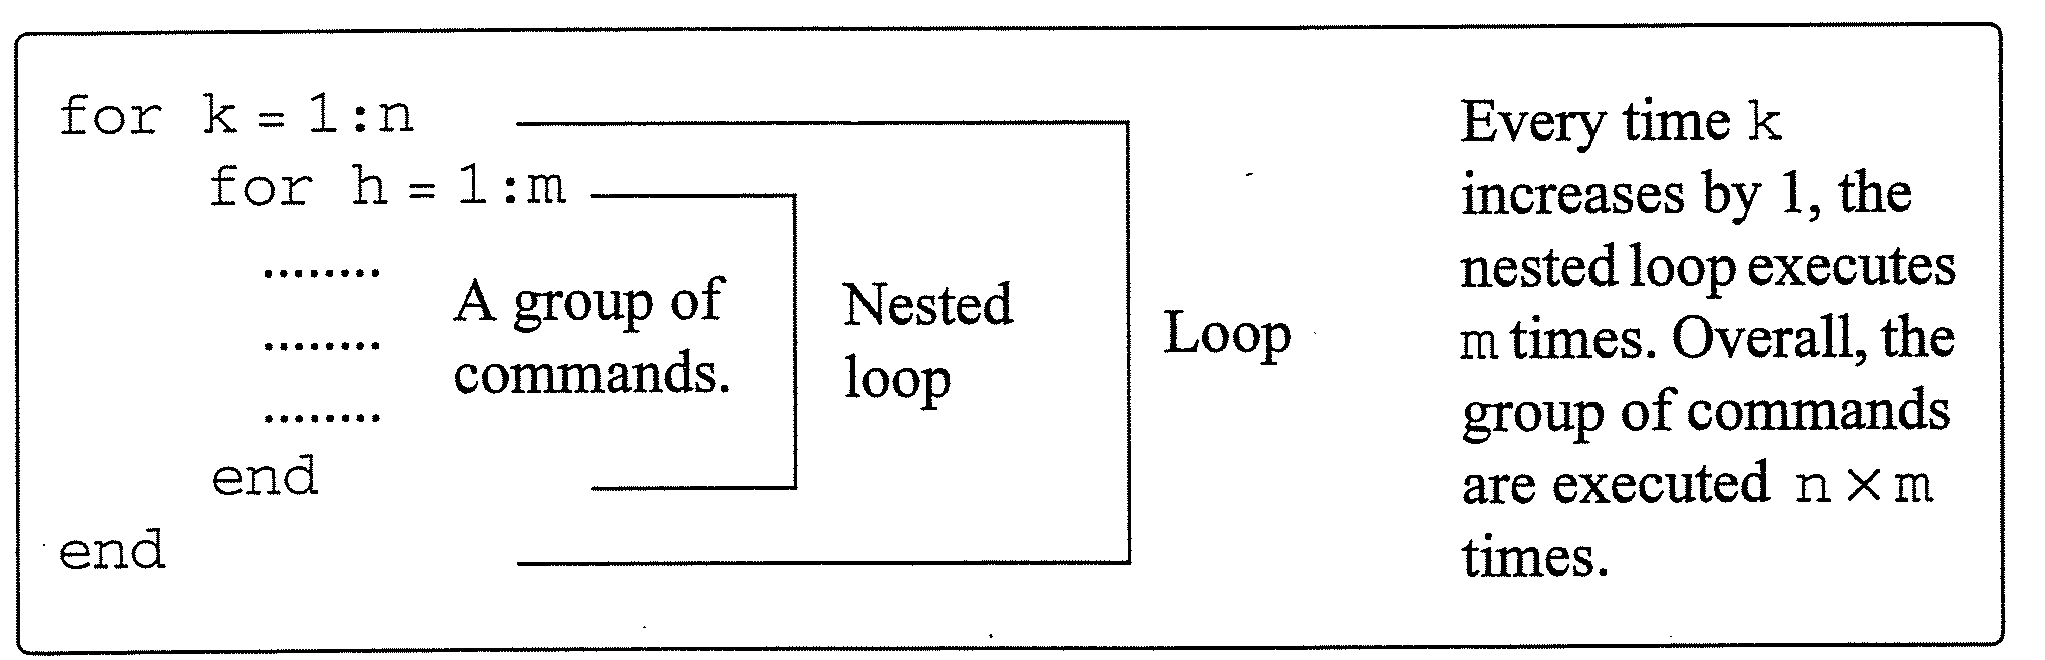 for k = 1:n
for h = 1:m
........
........
........
A group of
commands.
end
end
Nested
loop
Loop
Every time k
increases by 1, the
nested loop executes
m times. Overall, the
group of commands
are executed n × m
times.